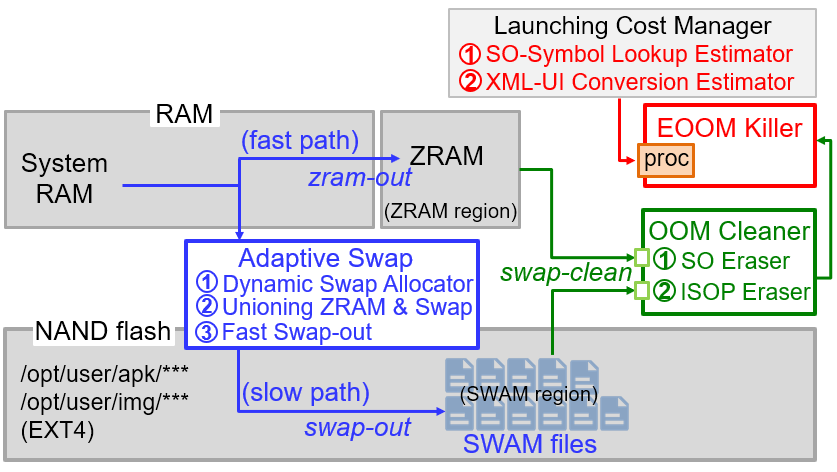 Launching Cost Manager
① SO-Symbol Lookup Estimator
② XML-UI Conversion Estimator
RAM
System
RAM
(fast path)
zram-out
ZRAM
(ZRAM region)
EOOM Killer
proc
OOM Cleaner
① SO Eraser
② ISOP Eraser
swap-clean
Adaptive Swap
① Dynamic Swap Allocator
② Unioning ZRAM & Swap
③ Fast Swap-out
NAND flash
/opt/user/apk/***
/opt/user/img/***
(EXT4)
(slow path)
swap-out
(SWAM region)
SWAM files